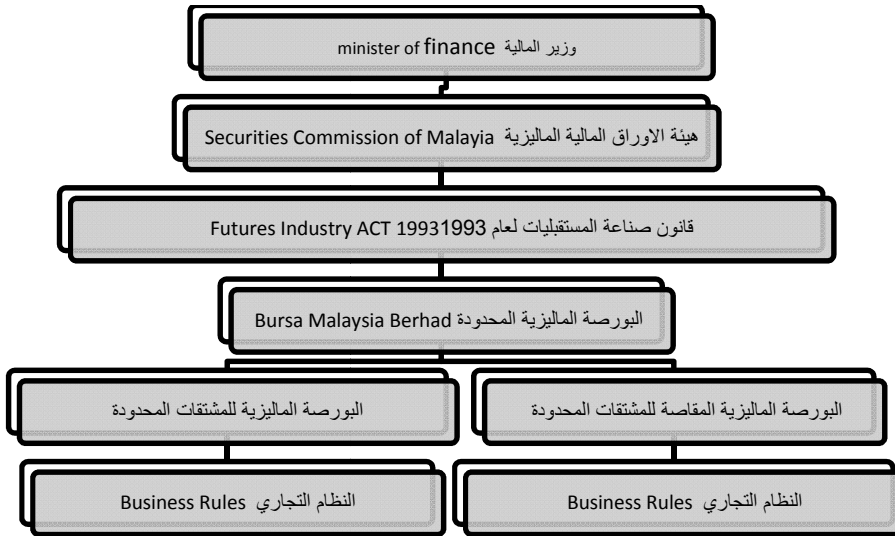 وزير المالية minister of finance
هيئة الاوراق المالية الماليزية Securities Commission of Malayia
قانون صناعة المستقبليات لعام 1993 Futures Industry ACT 1993
البورصة الماليزية المحدودة Bursa Malaysia Berhad
البورصة الماليزية المقاصة للمشتقات المحدودة
البورصة الماليزية للمشتقات المحدودة
النظام التجاري Business Rules
النظام التجاري Business Rules